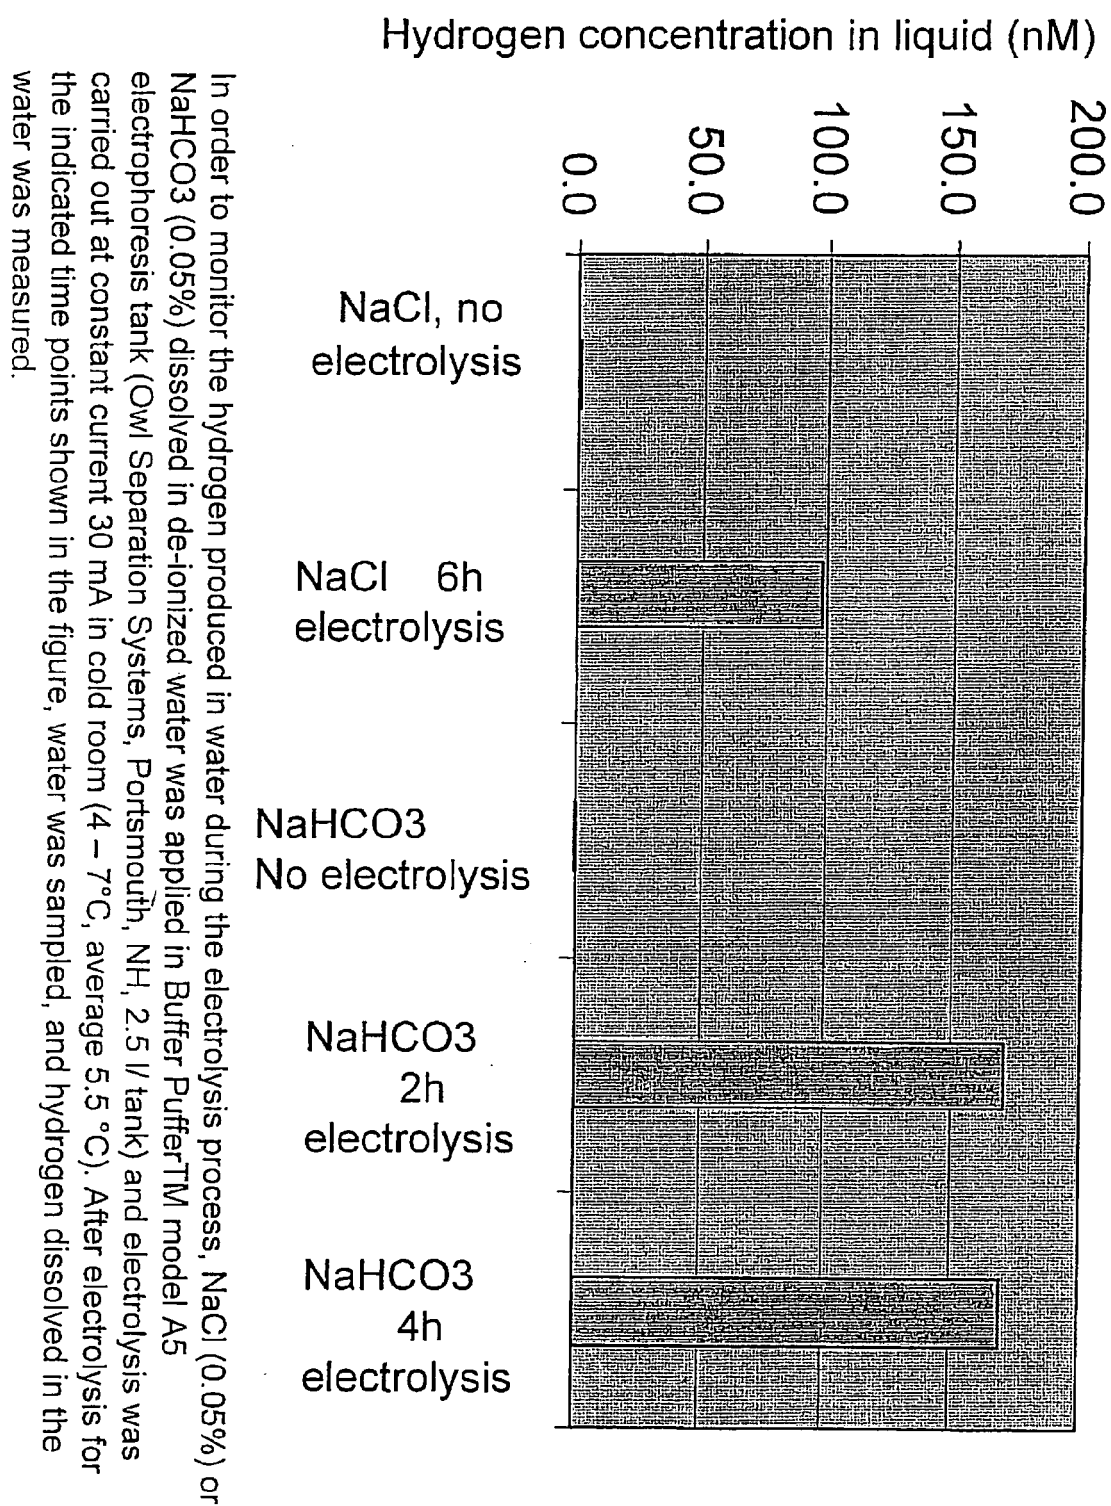 Hydrogen concentration in liquid (nM)
200.0
150.0
100.0
50.0
0.0
NaCl, no
electrolysis
NaCl 6h
electrolysis
NaHCO3
No electrolysis
NaHCO3
2h
electrolysis
NaHCO3
4h
electrolysis
In order to monitor the hydrogen produced in water during the electrolysis process, NaCl (0.05%) or
NaHCO3 (0.05%) dissolved in de-ionized water was applied in Buffer PufferTM model A5
electrophoresis tank (Owl Separation Systems, Portsmouth, NH, 2.5 l/ tank) and electrolysis was
carried out at constant current 30 mA in cold room (4 – 7°C, average 5.5 °C). After electrolysis for
the indicated time points shown in the figure, water was sampled, and hydrogen dissolved in the
water was measured.